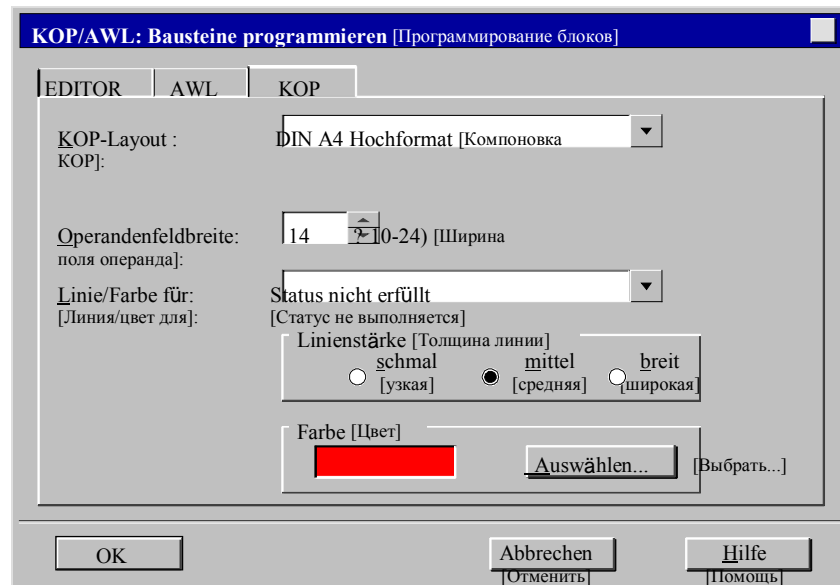 KOP/AWL: Bausteine programmieren [Программирование блоков]
EDITOR AWL KOP
KOP-Layout : DIN A4 Hochformat [Компоновка
KOP]:
Operandenfeldbreite: 14 ? 10-24) [Ширина
поля операнда]:
Linie/Farbe für: Status nicht erfüllt
[Линия/цвет для]: [Статус не выполняется]
Linienstärke [Толщина линии]
schmal mittel breit
[узкая] [средняя] [широкая]
Farbe [Цвет]
Auswählen... [Выбрать...]
OK Abbrechen Hilfe
[Отменить] [Помощь]